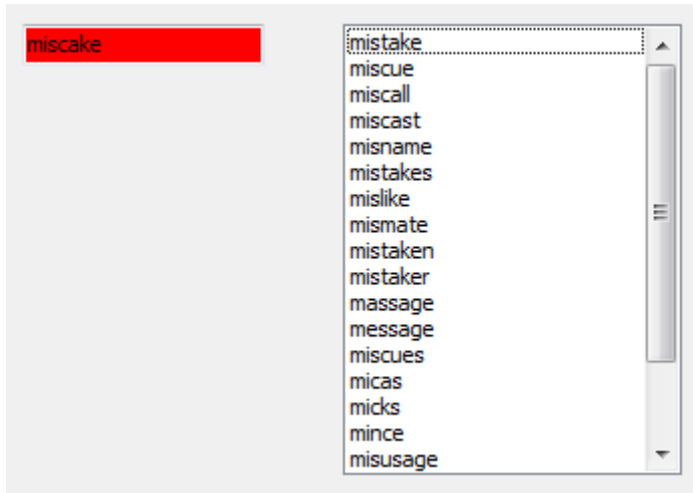 miscake
mistake
miscue
miscall
miscast
misname
mistakes
mislike
mismate
mistaken
mistaker
massage
message
miscues
micas
micks
mince
misusage